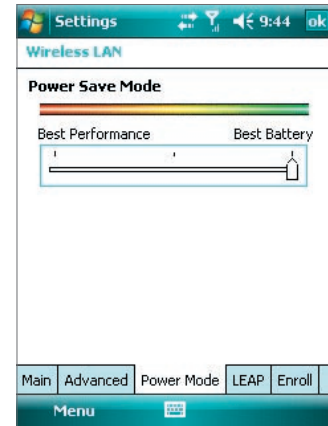 Settings 9:44 ok
Wireless LAN
Power Save Mode
Best Performance Best Battery
Main Advanced Power Mode LEAP Enroll
Menu